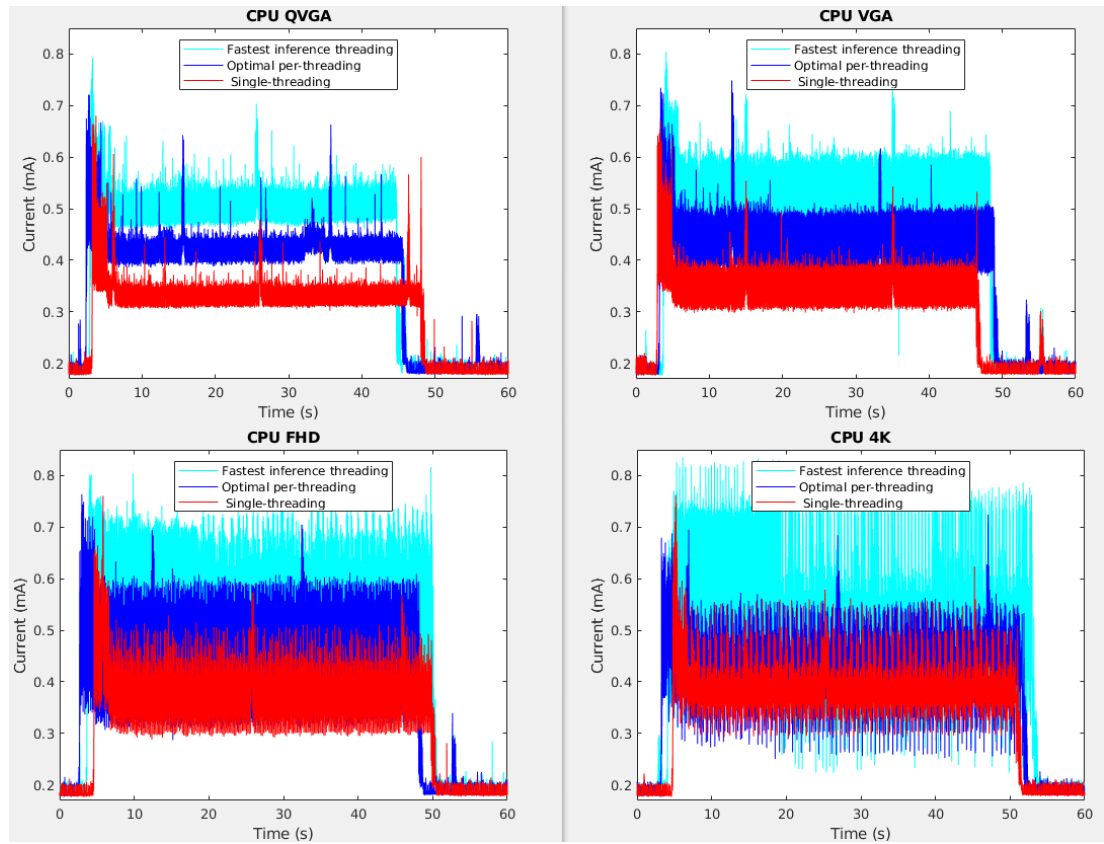 CPU QVGA
Fastest inference threading
Optimal per-threading
Single-threading
Current (mA)
0.8
0.7
0.6
0.5
0.4
0.3
0.2
0 10 20 30 40 50 60
Time (s)
CPU VGA
Fastest inference threading
Optimal per-threading
Single-threading
Current (mA)
0.8
0.7
0.6
0.5
0.4
0.3
0.2
0 10 20 30 40 50 60
Time (s)
CPU FHD
Fastest inference threading
Optimal per-threading
Single-threading
Current (mA)
0.8
0.7
0.6
0.5
0.4
0.3
0.2
0 10 20 30 40 50 60
Time (s)
CPU 4K
Fastest inference threading
Optimal per-threading
Single-threading
Current (mA)
0.8
0.7
0.6
0.5
0.4
0.3
0.2
0 10 20 30 40 50 60
Time (s)